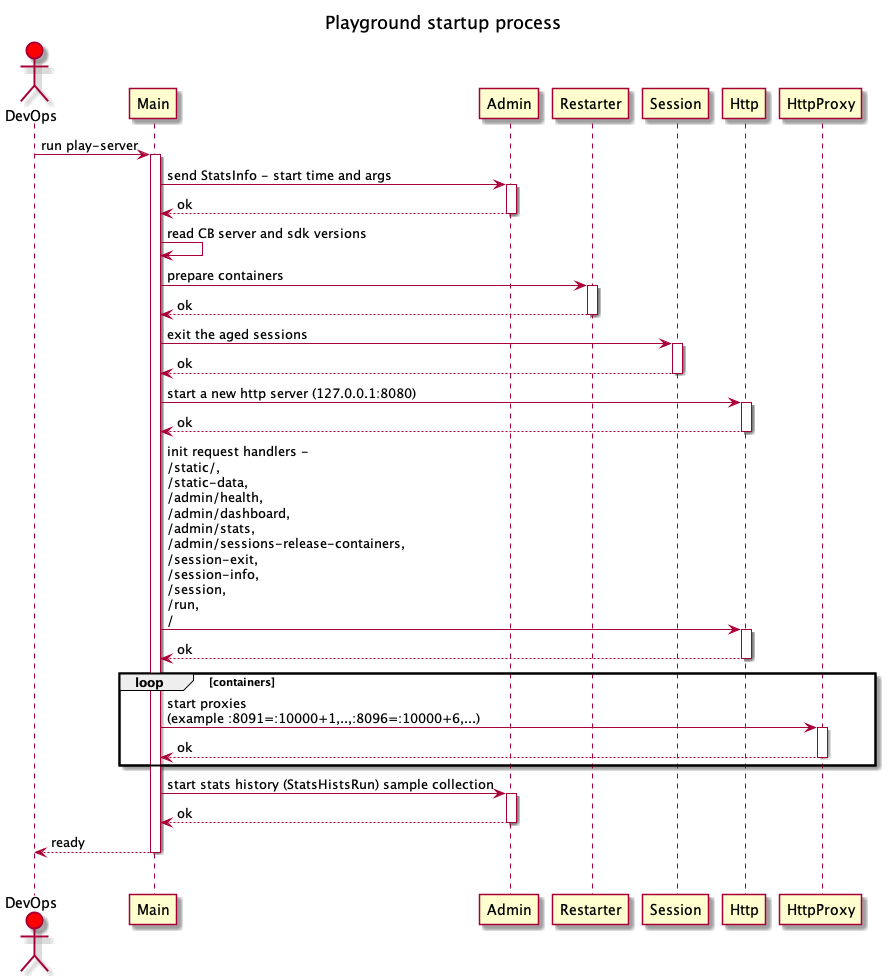 Playground startup process
DevOps
Main
Admin
Restarter
Session
Http
HttpProxy
run play-server
send StatsInfo - start time and args
ok
read CB server and sdk versions
prepare containers
ok
exit the aged sessions
ok
start a new http server (127.0.0.1:8080)
ok
init request handlers -
/static/,
/static-data,
/admin/health,
/admin/dashboard,
/admin/stats,
/admin/sessions-release-containers,
/session-exit,
/session-info,
/session,
/run,
/
ok
loop [containers]
start proxies
(example :8091=:10000+1,..,:8096=:10000+6,...)
ok
start stats history (StatsHistsRun) sample collection
ok
ready
DevOps
Main
Admin
Restarter
Session
Http
HttpProxy